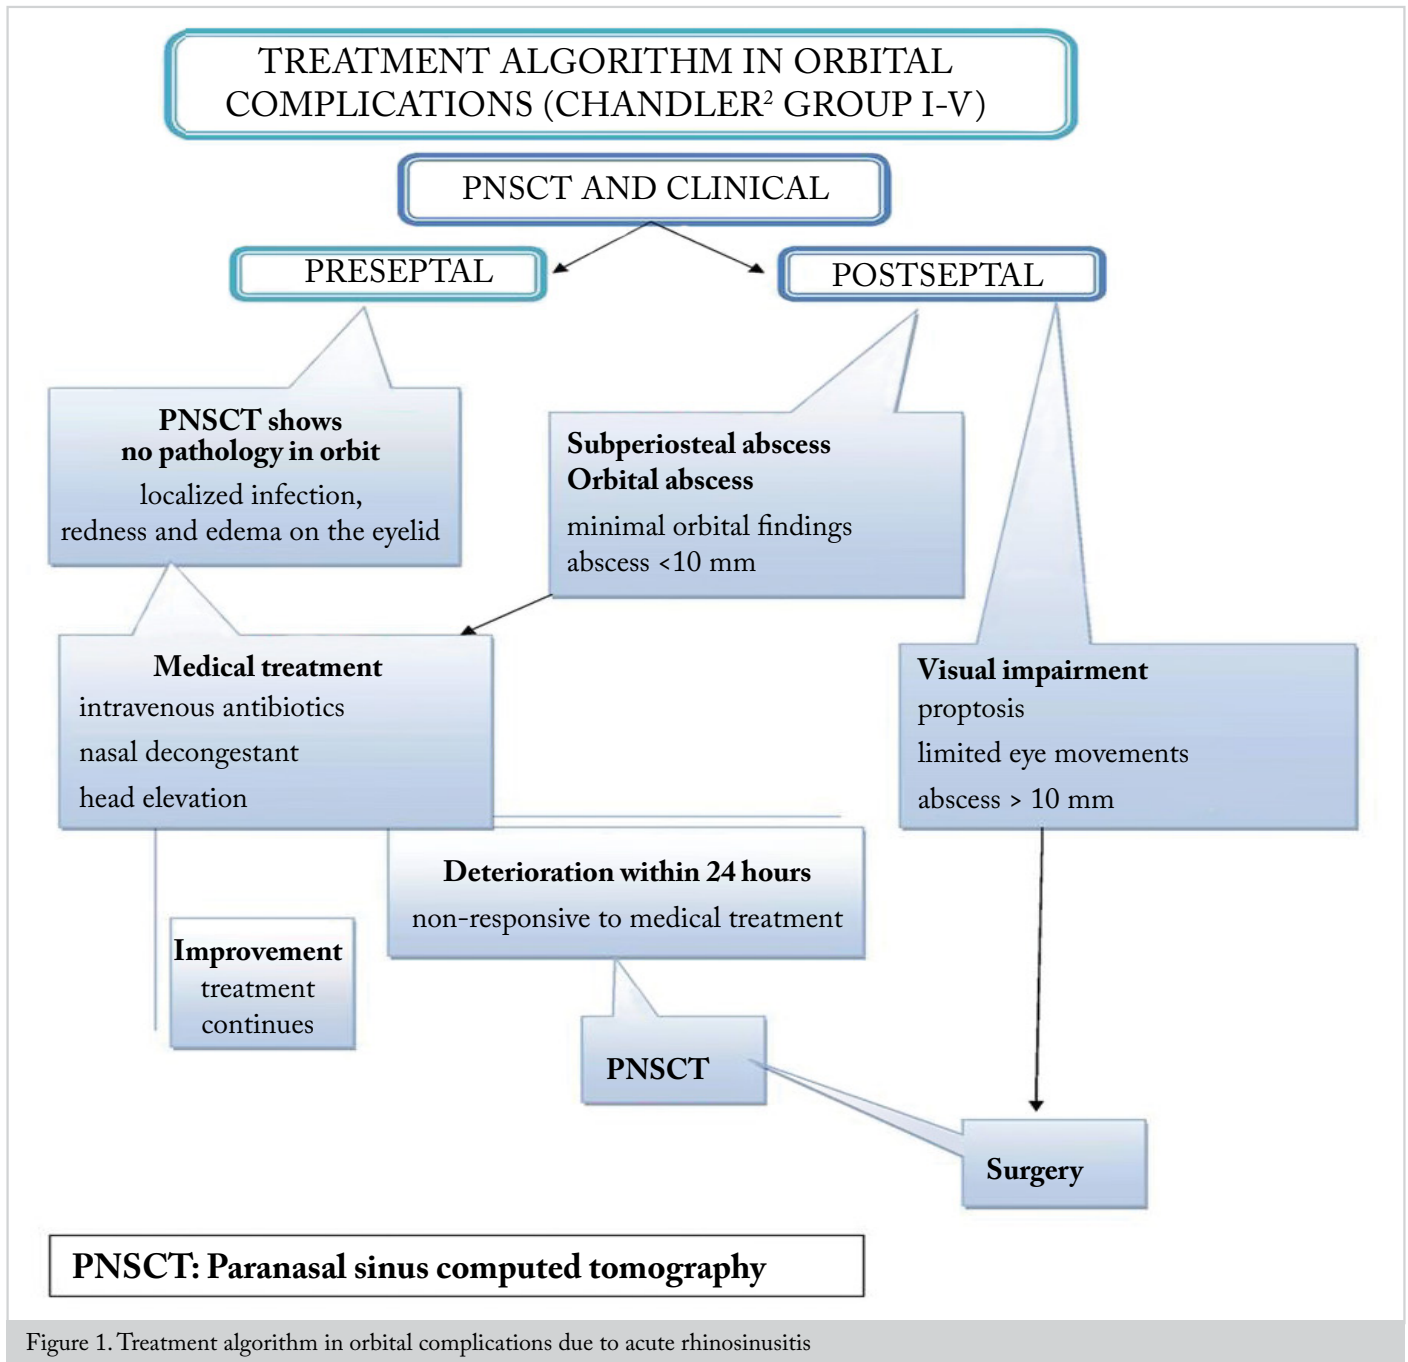 TREATMENT ALGORITHM IN ORBITAL
COMPLICATIONS (CHANDLER² GROUP I-V)
PNSCT AND CLINICAL
PRESEPTAL
POSTSEPTAL
PNSCT shows
no pathology in orbit
localized infection,
redness and edema on the eyelid
Subperiosteal abscess
Orbital abscess
minimal orbital findings
abscess <10 mm
Medical treatment
intravenous antibiotics
nasal decongestant
head elevation
Visual impairment
proptosis
limited eye movements
abscess > 10 mm
Deterioration within 24 hours
non-responsive to medical treatment
Improvement
treatment
continues
PNSCT
Surgery
PNSCT: Paranasal sinus computed tomography
Figure 1. Treatment algorithm in orbital complications due to acute rhinosinusitis